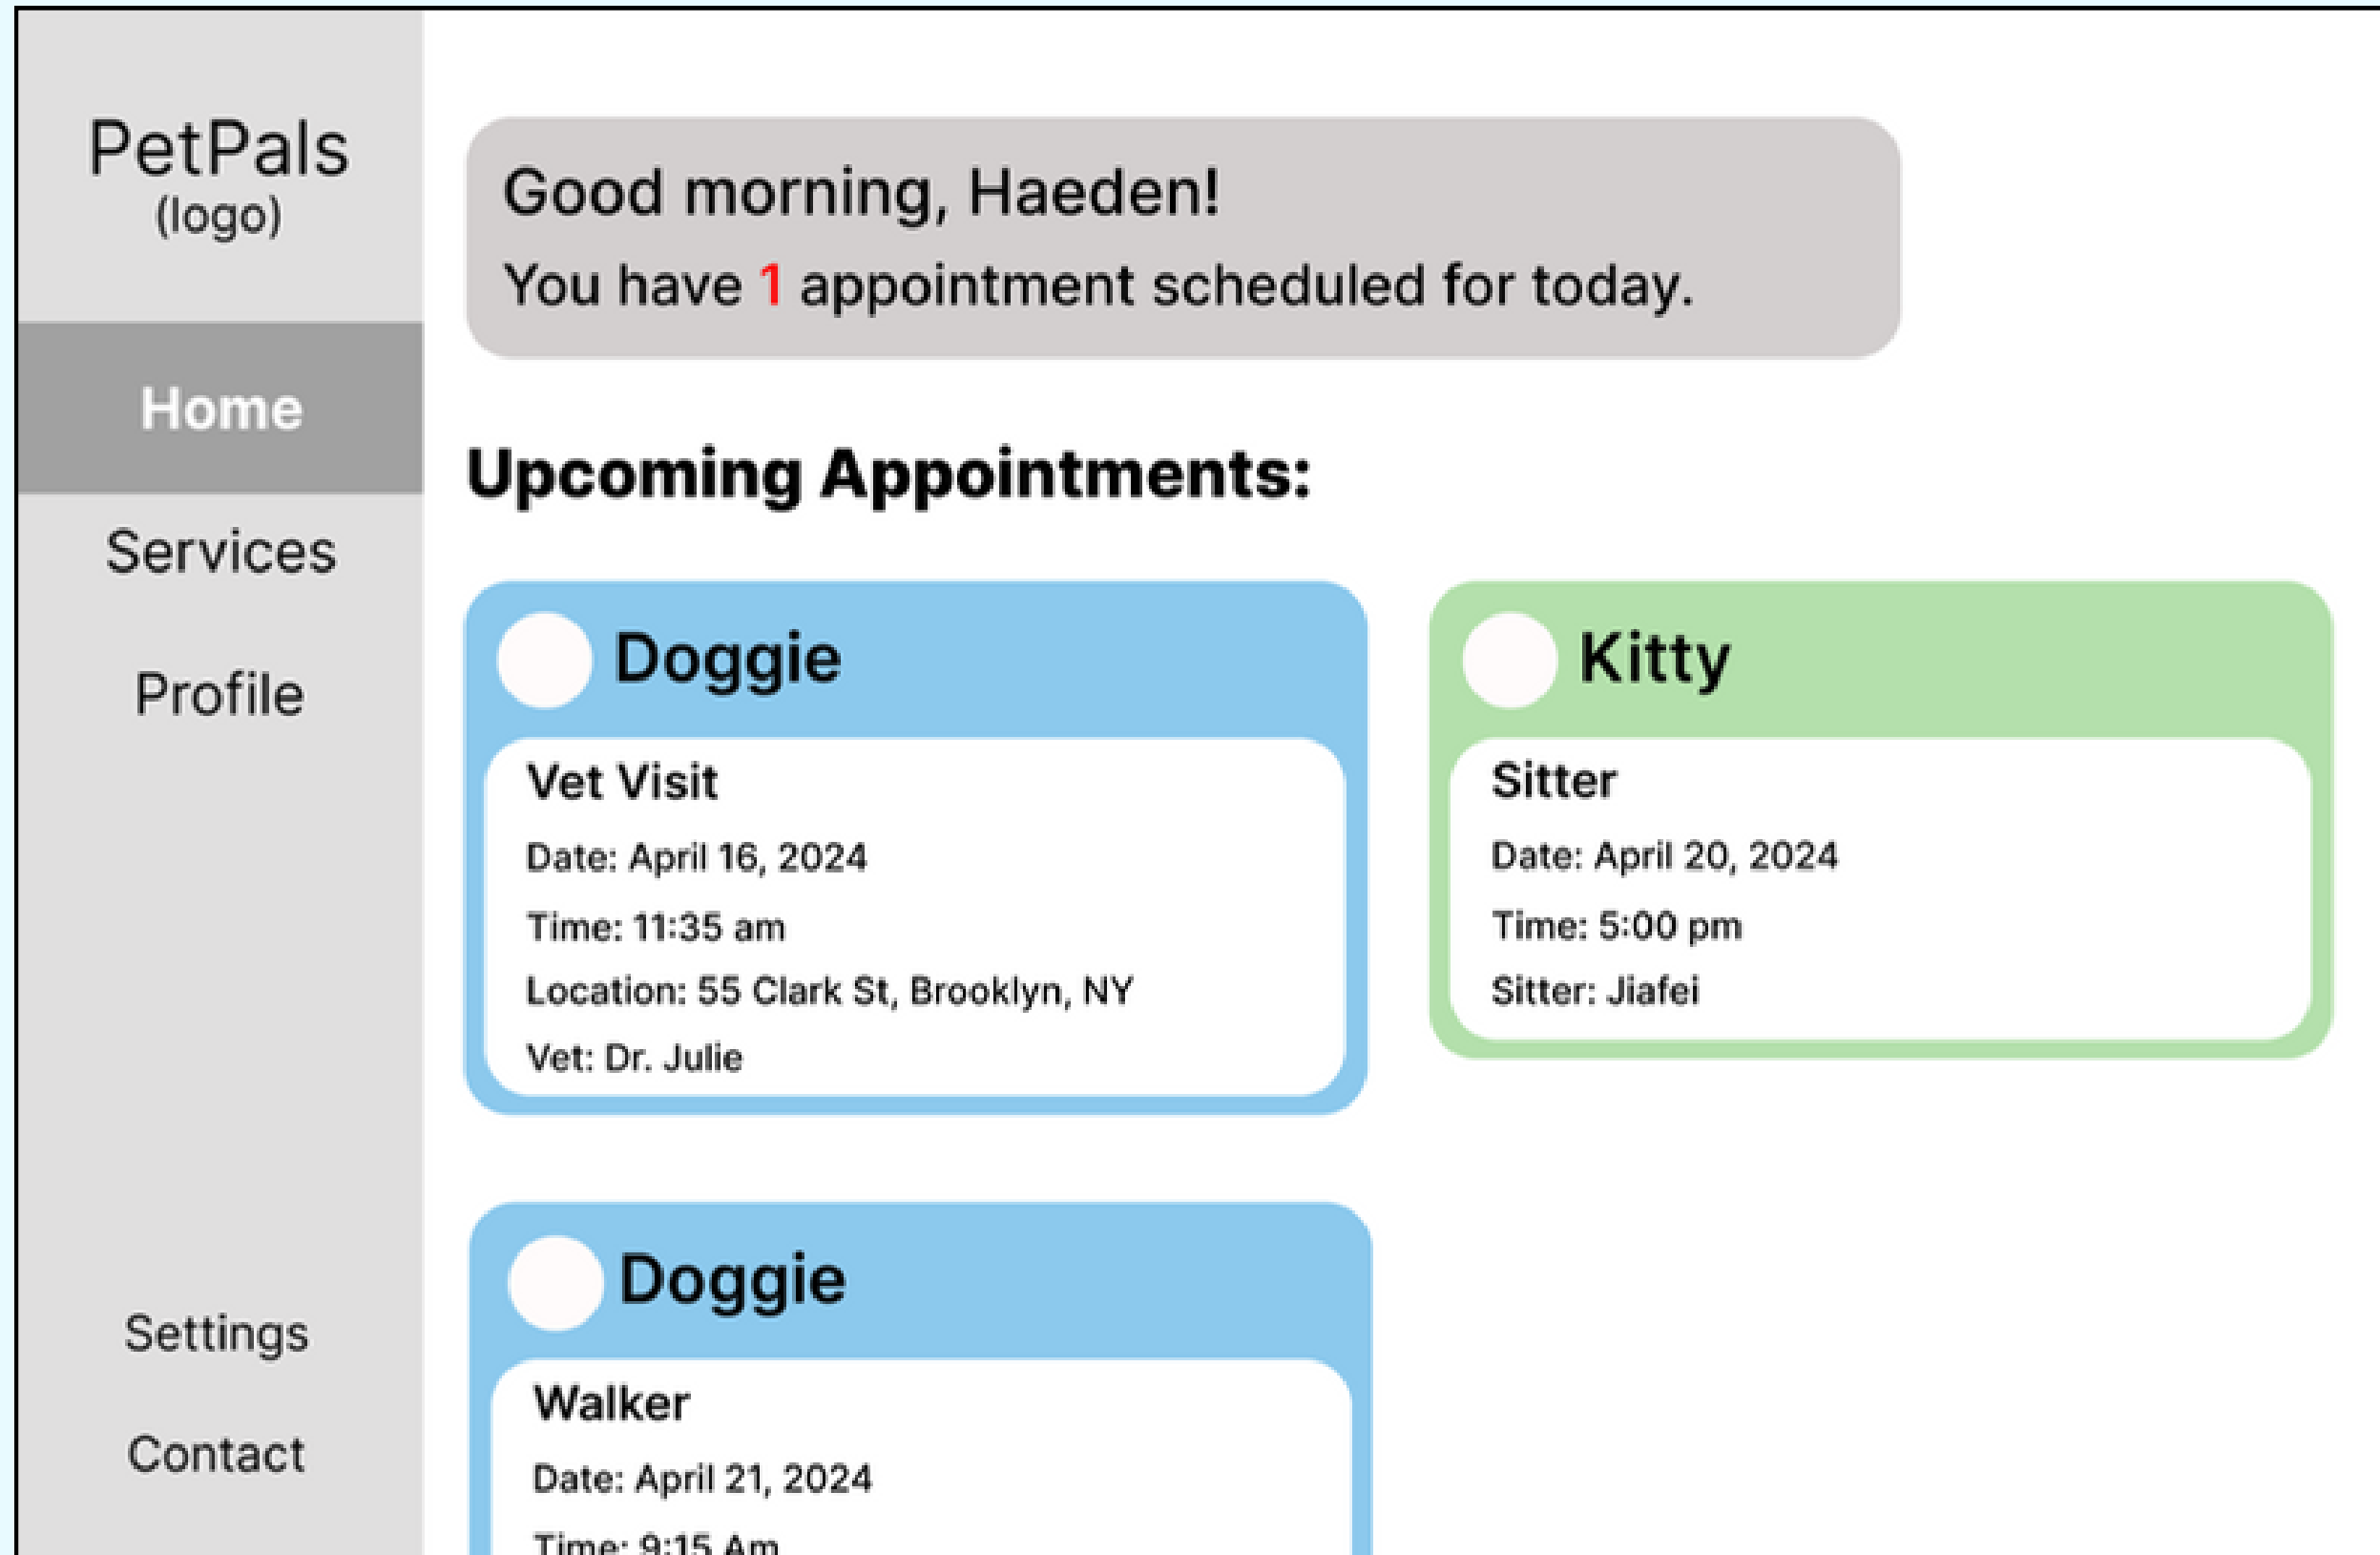 PetPals
(logo)
Home
Services
Profile
Settings
Contact
Good morning, Haeden!
You have 1 appointment scheduled for today.
Upcoming Appointments:
Doggie
Vet Visit
Date: April 16, 2024
Time: 11:35 am
Location: 55 Clark St, Brooklyn, NY
Vet: Dr. Julie
Kitty
Sitter
Date: April 20, 2024
Time: 5:00 pm
Sitter: Jiafei
Doggie
Walker
Date: April 21, 2024
Time: 9:15 Am